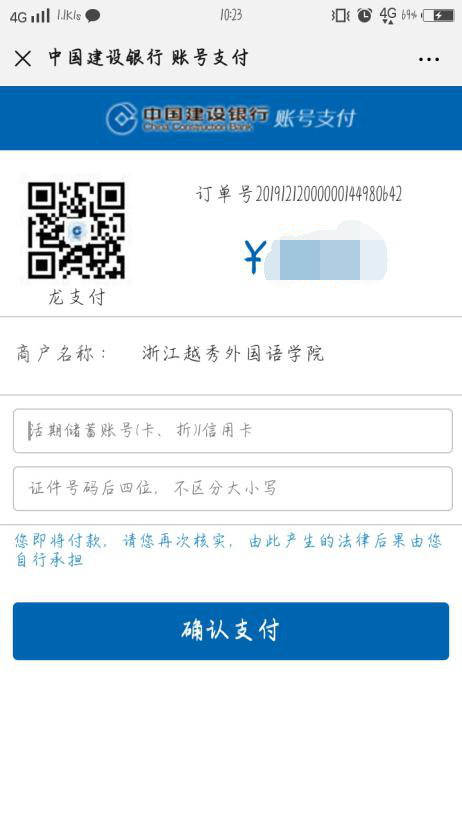 4G 1.1K/s 10:23 4G 69%
中国建设银行 账号支付
中国建设银行 账号支付
China Construction Bank
订单号20191212000000144980642
¥
龙支付
商户名称： 浙江越秀外国语学院
活期储蓄账号(卡、折)/信用卡
证件号码后四位，不区分大小写
您即将付款，请您再次核实，由此产生的法律后果由您
自行承担
确认支付